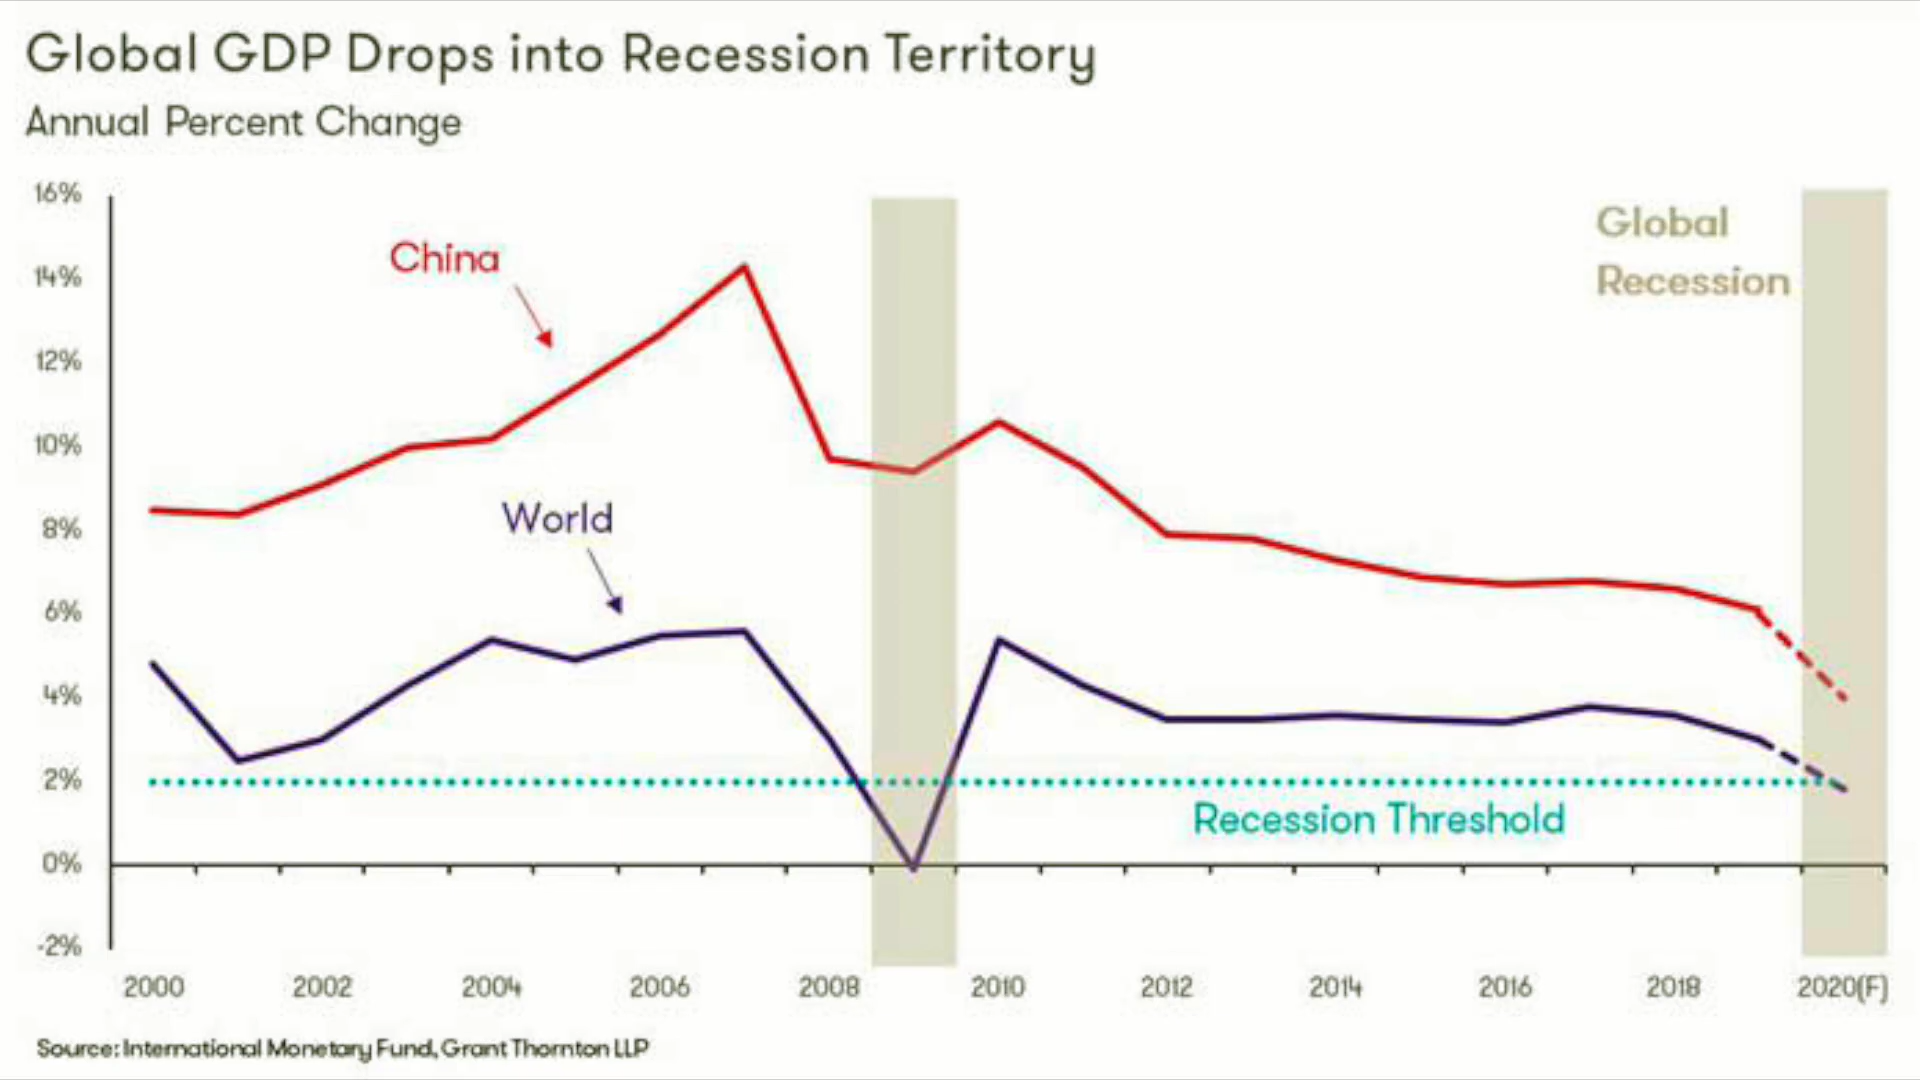 Global GDP Drops into Recession Territory
Annual Percent Change
16%
14%
12%
10%
8%
6%
4%
2%
0%
-2%
China
World
Global
Recession
Recession Threshold
2000 2002 2004 2006 2008 2010 2012 2014 2016 2018 2020(F)
Source: International Monetary Fund, Grant Thornton LLP